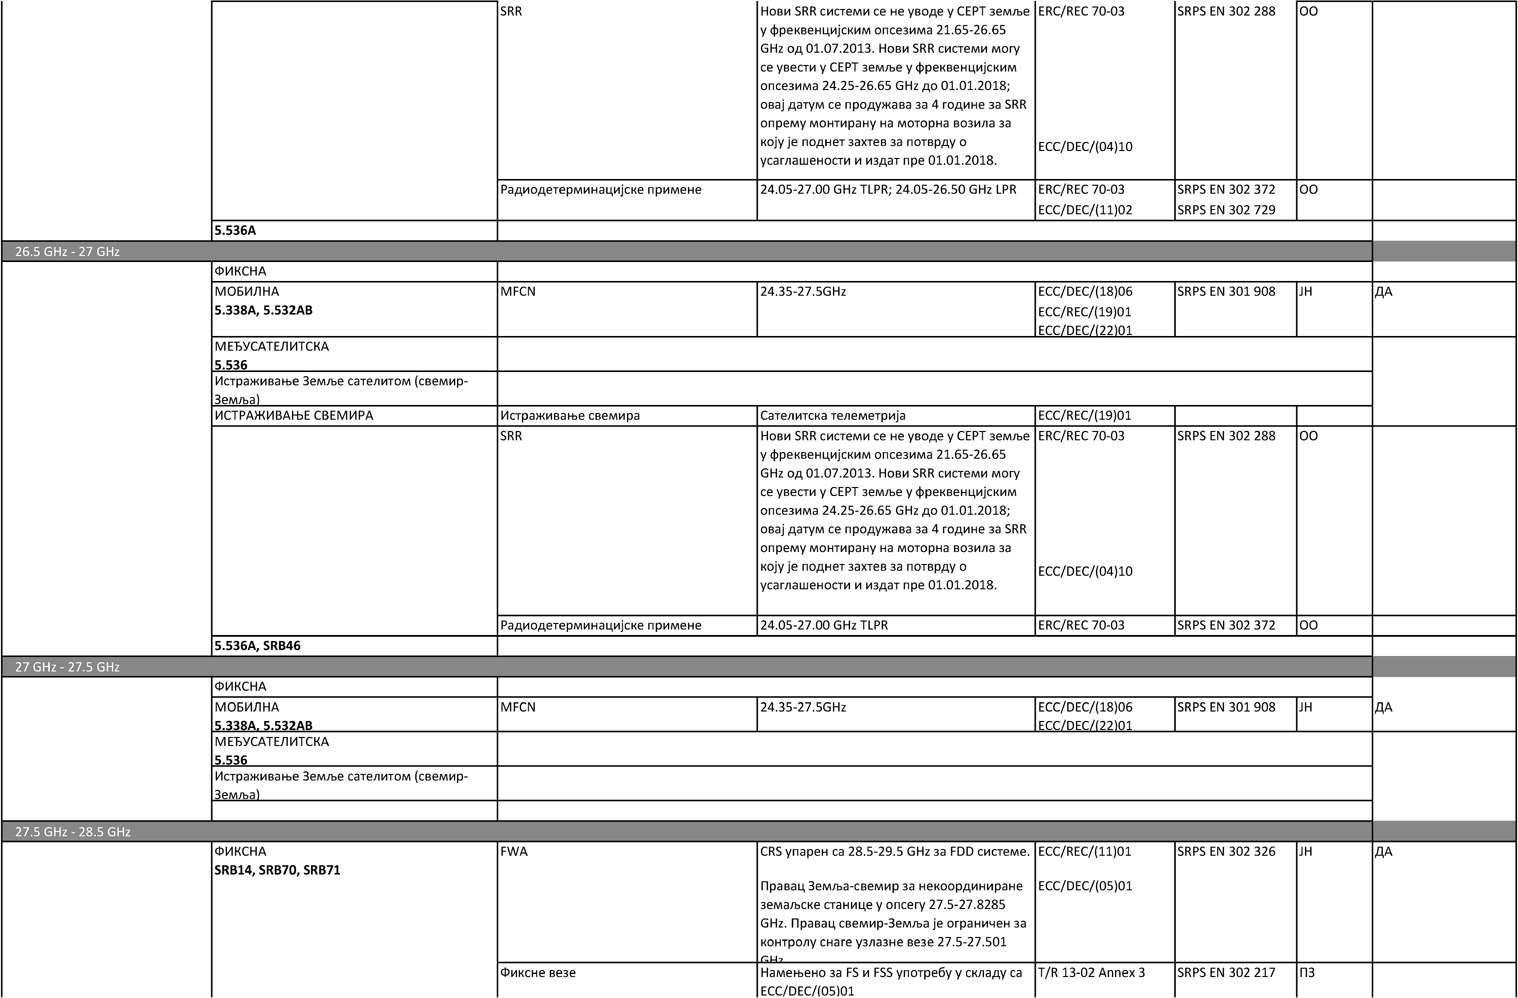 SRR
Нови SRR системи се не уводе у CEPT земље
у фреквенцијским опсезима 21.65-26.65
GHz од 01.07.2013. Нови SRR системи могу
се увести у CEPT земље у фреквенцијским
опсезима 24.25-26.65 GHz до 01.01.2018;
овај датум се продужава за 4 године за SRR
опрему монтирану на моторна возила за
коју је поднет захтев за потврду о
усаглашености и издат пре 01.01.2018.
ERC/REC 70-03
ECC/DEC/(04)10
SRPS EN 302 288
ОО
Радиодетерминацијске примене
24.05-27.00 GHz TLPR; 24.05-26.50 GHz LPR
ERC/REC 70-03
ECC/DEC/(11)02
SRPS EN 302 372
SRPS EN 302 729
ОО
5.536A
26.5 GHz - 27 GHz
ФИКСНА
МОБИЛНА
5.338A, 5.532AB
MFCN
24.35-27.5GHz
ECC/DEC/(18)06
ECC/REC/(19)01
ECC/DEC/(22)01
SRPS EN 301 908
ЈН
ДА
МЕЂУСАТЕЛИТСКА
5.536
Истраживање Земље сателитом (свемир-
Земља)
ИСТРАЖИВАЊЕ СВЕМИРА
Истраживање свемира
Сателитска телеметрија
ECC/REC/(19)01
SRR
Нови SRR системи се не уводе у CEPT земље
у фреквенцијским опсезима 21.65-26.65
GHz од 01.07.2013. Нови SRR системи могу
се увести у CEPT земље у фреквенцијским
опсезима 24.25-26.65 GHz до 01.01.2018;
овај датум се продужава за 4 године за SRR
опрему монтирану на моторна возила за
коју је поднет захтев за потврду о
усаглашености и издат пре 01.01.2018.
ERC/REC 70-03
ECC/DEC/(04)10
SRPS EN 302 288
ОО
Радиодетерминацијске примене
24.05-27.00 GHz TLPR
ERC/REC 70-03
SRPS EN 302 372
ОО
5.536A, SRB46
27 GHz - 27.5 GHz
ФИКСНА
МОБИЛНА
5.338A, 5.532AB
MFCN
24.35-27.5GHz
ECC/DEC/(18)06
ECC/DEC/(22)01
SRPS EN 301 908
ЈН
ДА
МЕЂУСАТЕЛИТСКА
5.536
Истраживање Земље сателитом (свемир-
Земља)
27.5 GHz - 28.5 GHz
ФИКСНА
SRB14, SRB70, SRB71
FWA
CRS упарен са 28.5-29.5 GHz за FDD системе.
Правац Земља-свемир за некоординиране
земаљске станице у опсегу 27.5-27.8285
GHz. Правац свемир-Земља је ограничен за
контролу снаге узлазне везе 27.5-27.501
GHz
ECC/REC/(11)01
ECC/DEC/(05)01
SRPS EN 302 326
ЈН
ДА
Фиксне везе
Намењено за FS и FSS употребу у складу са
ECC/DEC/(05)01
T/R 13-02 Annex 3
SRPS EN 302 217
ПЗ